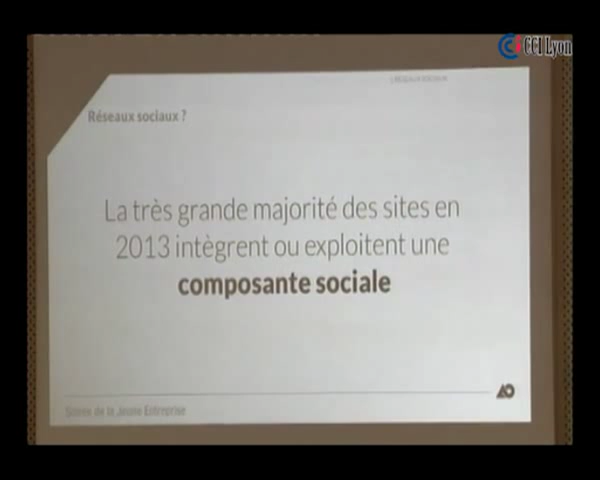 CCI Lyon
Réseaux sociaux ?
La très grande majorité des sites en
2013 intègrent ou exploitent une
composante sociale
Soirée de la Jeune Entreprise